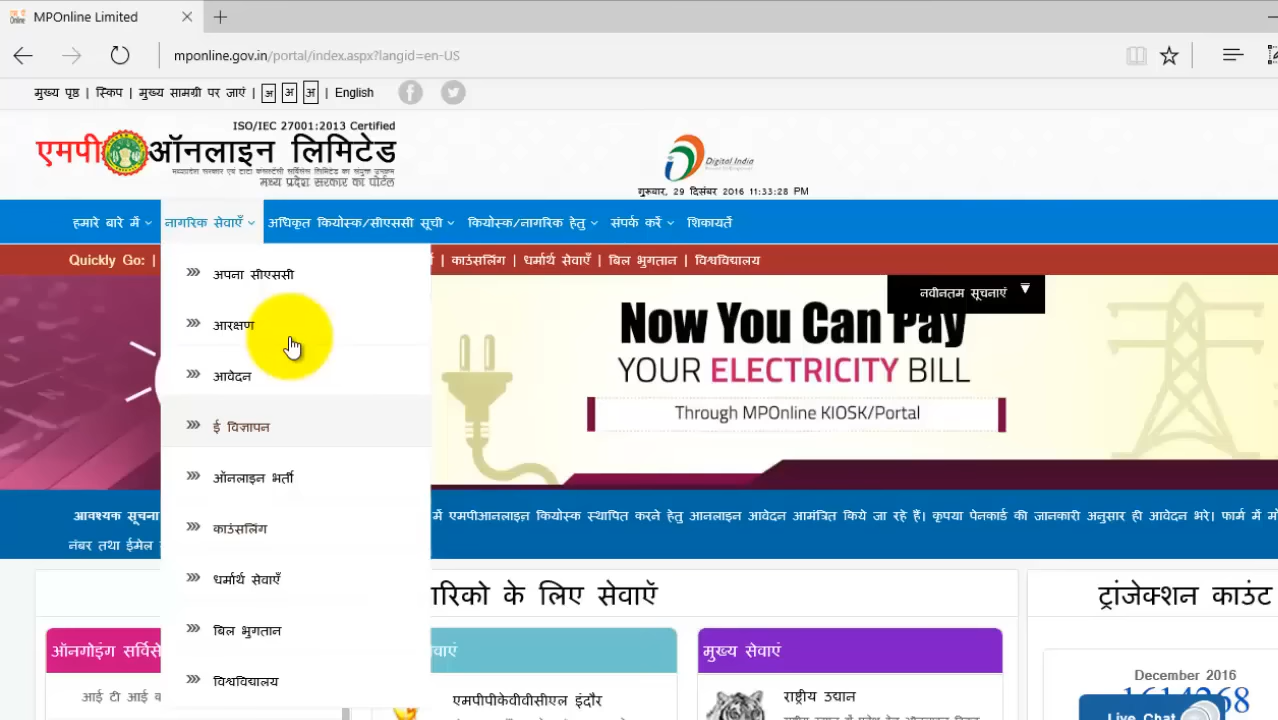 MPOnline Limited
mponline.gov.in/portal/index.aspx?langid=en-US
मुख्य पृष्ठ | स्किप | मुख्य सामग्री पर जाएं | अ अ अ | English
ISO/IEC 27001:2013 Certified
एमपी ऑनलाइन लिमिटेड
मध्य प्रदेश सरकार का पोर्टल
Digital India
गुरूवार, 29 दिसंबर 2016 11:33:28 PM
हमारे बारे में नागरिक सेवाएँ अधिकृत कियोस्क/सीएससी सूची कियोस्क/नागरिक हेतु संपर्क करें शिकायतें
Quickly Go: | | काउंसलिंग | धर्मार्थ सेवाएँ | बिल भुगतान | विश्वविद्यालय
अपना सीएससी
आरक्षण
आवेदन
ई विज्ञापन
ऑनलाइन भर्ती
काउंसलिंग
धर्मार्थ सेवाएँ
बिल भुगतान
विश्वविद्यालय
नवीनतम सूचनाएं
Now You Can Pay
YOUR ELECTRICITY BILL
Through MPOnline KIOSK/Portal
आवश्यक सूचना में एमपीआनलाइन कियोस्क स्थापित करने हेतु आनलाइन आवेदन आमंत्रित किये जा रहे हैं। कृपया पेनकार्ड की जानकारी अनुसार ही आवेदन भरे। फार्म में
नंबर तथा ईमेल
रिको के लिए सेवाएँ
ट्रांजेक्शन काउंट
ऑनगोइंग सर्विसे
वाएं
मुख्य सेवाएं
आई टी आई
एमपीपीकेवीवीसीएल इंदौर
राष्ट्रीय उद्यान
December 2016
Live Chat